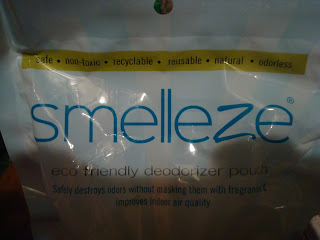 safe • non-toxic • recyclable • reusable • natural • odorless
smelleze®
eco friendly deodorizer pouch
Safely destroys odors without masking them with fragrance
improves indoor air quality